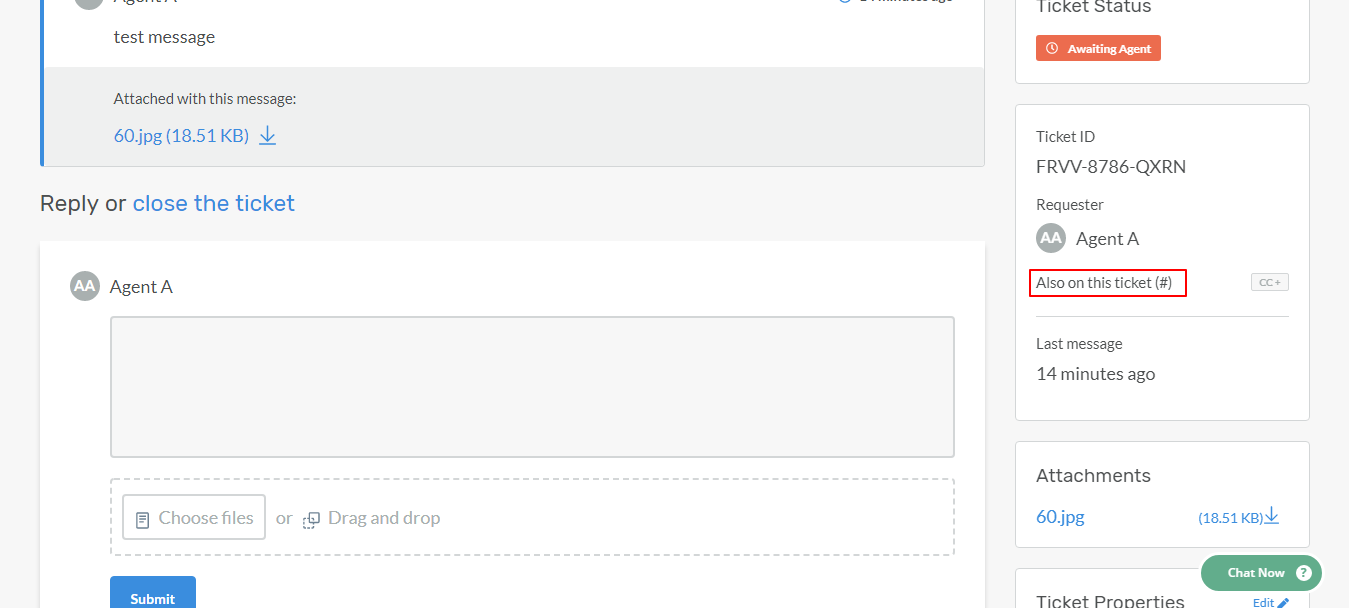 Agent A
14 minutes ago
test message
Attached with this message:
60.jpg (18.51 KB)
Reply or close the ticket
AA Agent A
Choose files or Drag and drop
Submit
Ticket Status
Awaiting Agent
Ticket ID
FRVV-8786-QXRN
Requester
AA Agent A
Also on this ticket (#) CC +
Last message
14 minutes ago
Attachments
60.jpg (18.51 KB)
Chat Now ?
Ticket Properties Edit